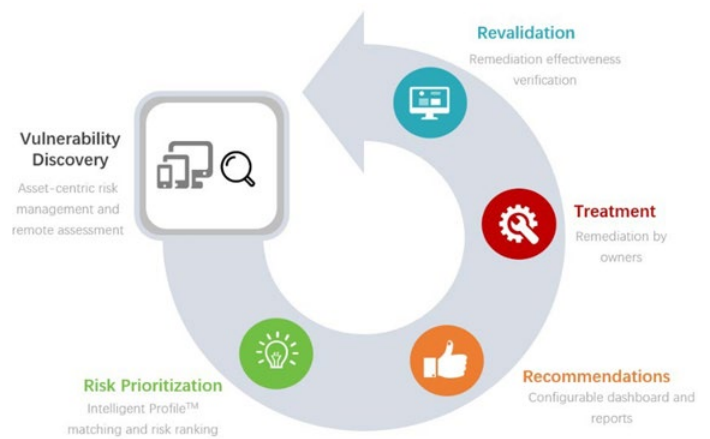 Revalidation
Remediation effectiveness
verification
Vulnerability
Discovery
Asset-centric risk
management and
remote assessment
Treatment
Remediation by
owners
Risk Prioritization
Intelligent Profile™
matching and risk ranking
Recommendations
Configurable dashboard and
reports